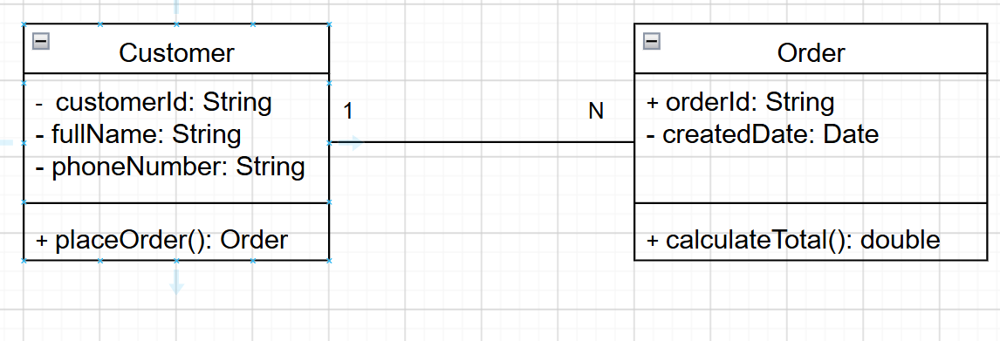 Customer
-  customerId: String
- fullName: String
- phoneNumber: String
+ placeOrder(): Order
1
N
Order
+ orderId: String
- createdDate: Date
+ calculateTotal(): double